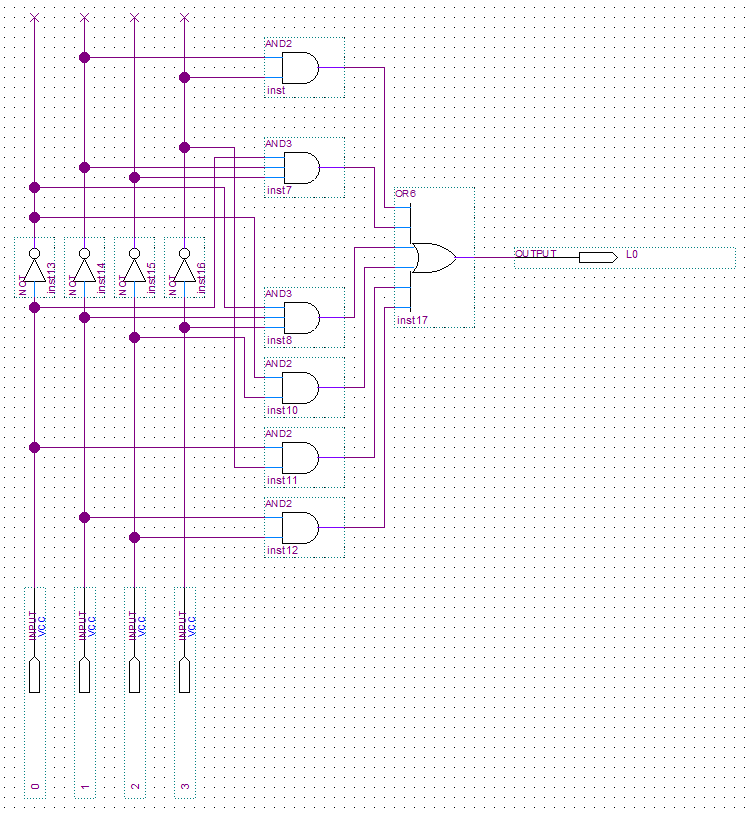 AND2
inst
AND3
inst7
OR6
NOT
inst13
NOT
inst14
NOT
inst15
NOT
inst16
OUTPUT
L0
AND3
inst8
inst17
AND2
inst10
AND2
inst11
AND2
inst12
INPUT
VCC
INPUT
VCC
INPUT
VCC
INPUT
VCC
0
1
2
3